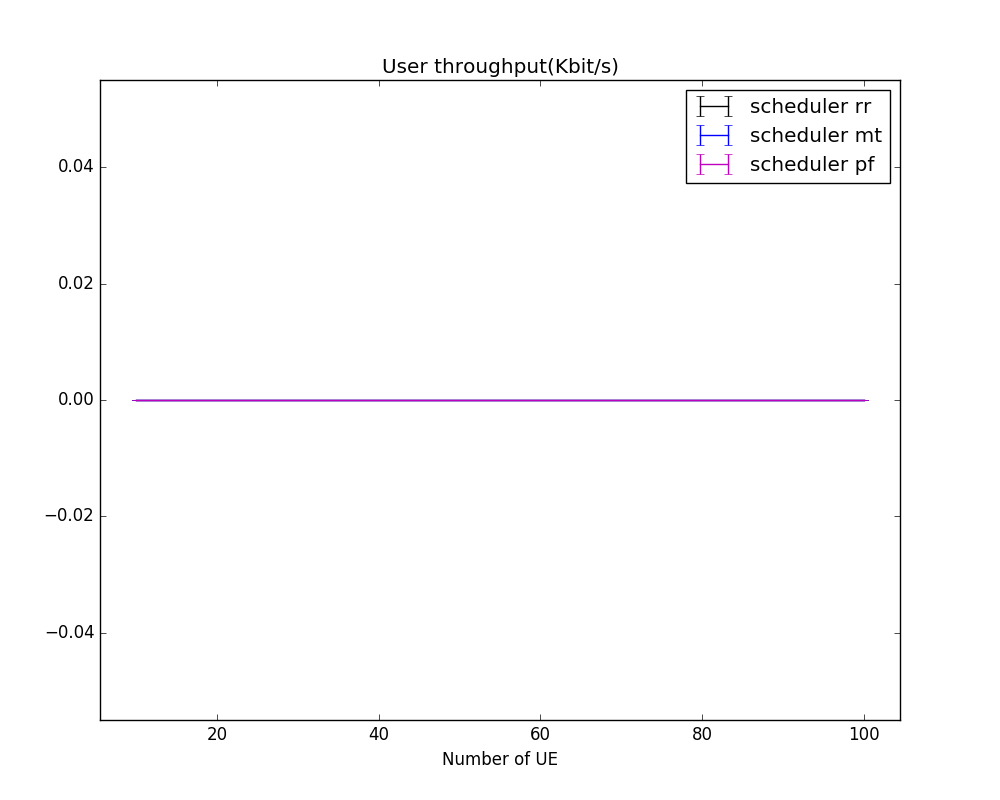 User throughput(Kbit/s)
scheduler rr
scheduler mt
scheduler pf
0.04
0.02
0.00
−0.02
−0.04
20 40 60 80 100
Number of UE